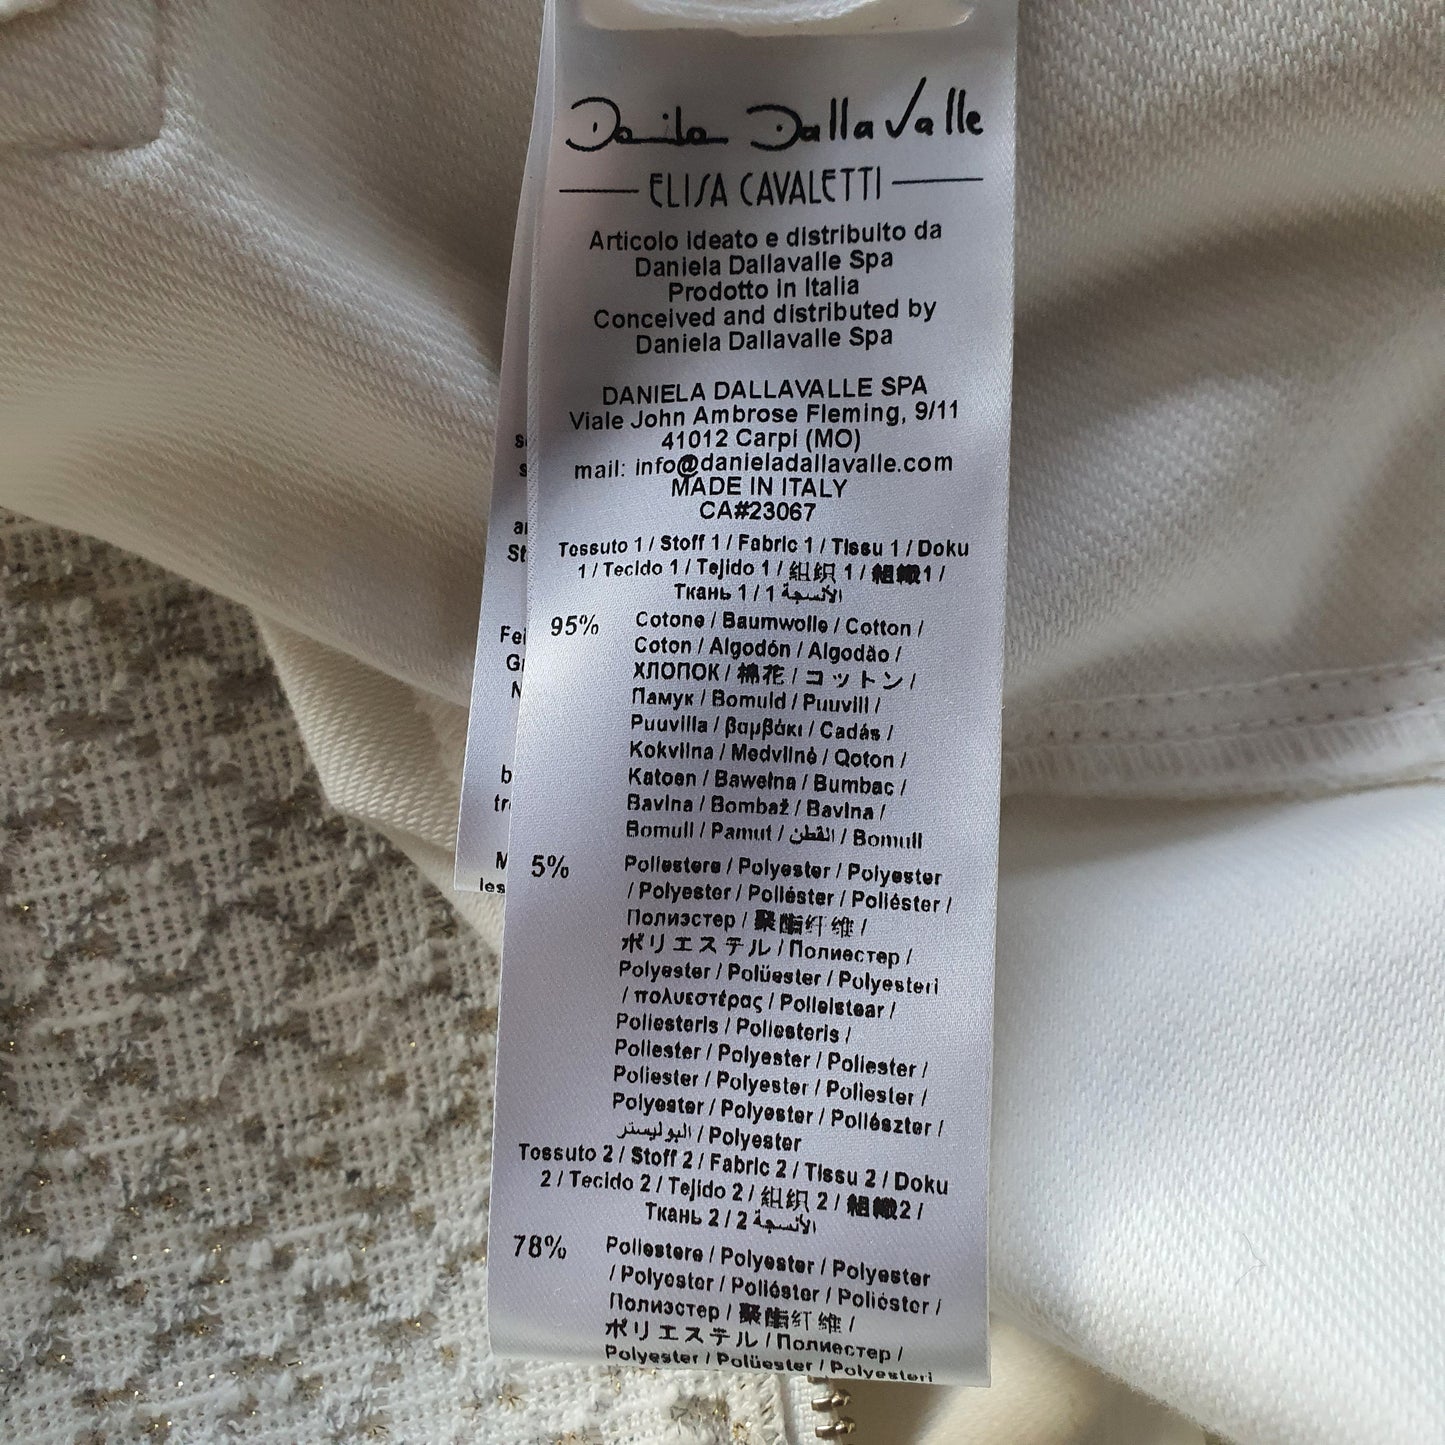 Daniela Dallavalle
ELISA CAVALETTI
Articolo ideato e distribuito da
Daniela Dallavalle Spa
Prodotto in Italia
Conceived and distributed by
Daniela Dallavalle Spa
DANIELA DALLAVALLE SPA
Viale John Ambrose Fleming, 9/11
41012 Carpi (MO)
mail: info@danieladallavalle.com
MADE IN ITALY
CA#23067
Tessuto 1 / Stoff 1 / Fabric 1 / Tissu 1 / Doku
1 / Tecido 1 / Tejido 1 / 组织 1 / 組織1 /
Ткань 1 / 1 الأنسجة
95% Cotone / Baumwolle / Cotton /
Coton / Algodón / Algodão /
ХЛОПОК / 棉花 / コットン /
Памук / Bomuld / Puuvill /
Puuvilla / βαμβάκι / Cadás /
Kokvilna / Medvilnė / Qoton /
Katoen / Bawełna / Bumbac /
Bavlna / Bombaž / Bavlna /
Bomull / Pamut / القطن / Bomull
5% Poliestere / Polyester / Polyester
/ Polyester / Poliéster / Poliéster /
Полиэстер / 聚酯纤维 /
ポリエステル / Полиестер /
Polyester / Polüester / Polyesteri
/ πολυεστέρας / Polleistear /
Poliesteris / Poliesteris /
Poliester / Polyester / Poliester /
Poliester / Polyester / Poliester /
Polyester / Polyester / Poliészter /
البوليستر / Polyester
Tessuto 2 / Stoff 2 / Fabric 2 / Tissu 2 / Doku
2 / Tecido 2 / Tejido 2 / 组织 2 / 組織2 /
Ткань 2 / 2 الأنسجة
78% Poliestere / Polyester / Polyester
/ Polyester / Poliéster / Poliéster /
Полиэстер / 聚酯纤维 /
ポリエステル / Полиестер /
Polyester / Polüester / Polyesteri